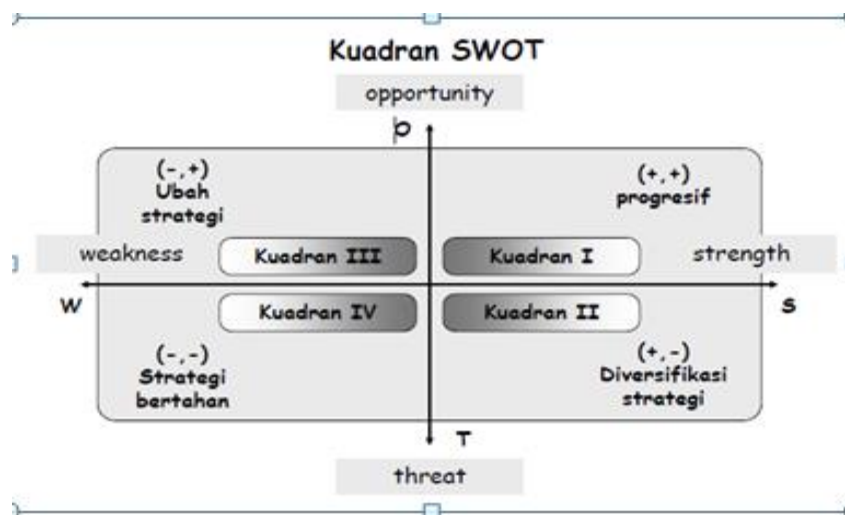 Kuadran SWOT
opportunity
O
(-,+)
Ubah
strategi
(+,+)
progresif
weakness
Kuadran III
Kuadran I
strength
W
Kuadran IV
Kuadran II
S
(-,-)
Strategi
bertahan
(+,-)
Diversifikasi
strategi
T
threat